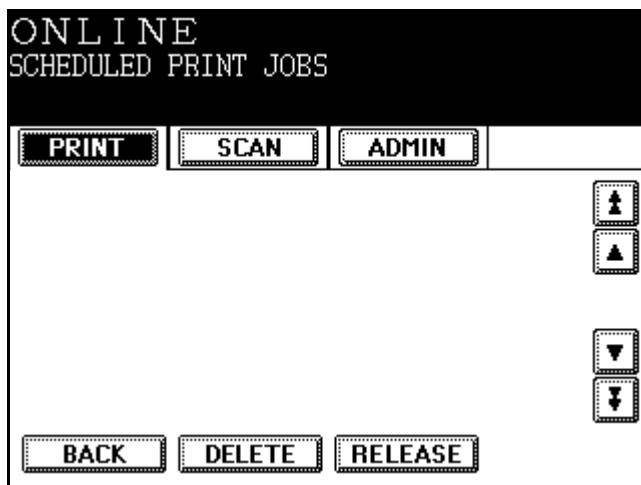 ONLINE
SCHEDULED PRINT JOBS
PRINT SCAN ADMIN
BACK DELETE RELEASE